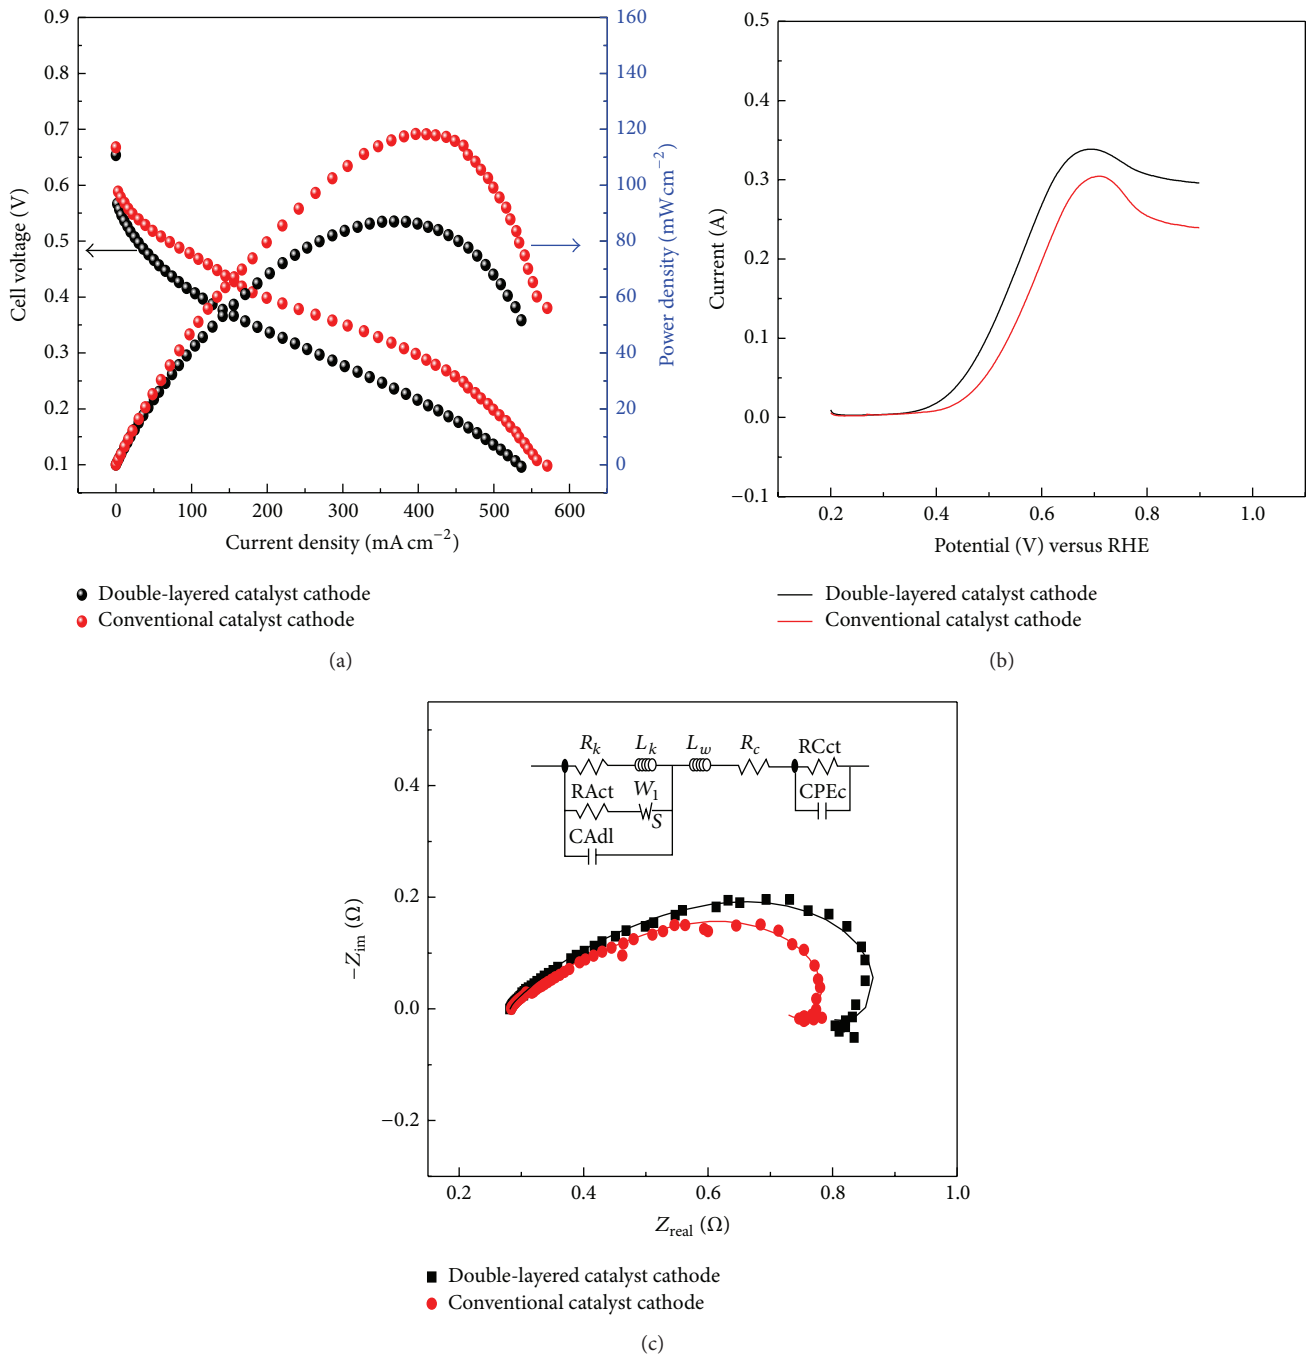 0.9
0.8
0.7
0.6
0.5
0.4
0.3
0.2
0.1
Cell voltage (V)
160
140
120
100
80
60
40
20
0
Power density (mW cm−2)
0 100 200 300 400 500 600
Current density (mA cm−2)
Double-layered catalyst cathode
Conventional catalyst cathode
(a)
0.5
0.4
0.3
0.2
0.1
0.0
−0.1
Current (A)
0.2 0.4 0.6 0.8 1.0
Potential (V) versus RHE
Double-layered catalyst cathode
Conventional catalyst cathode
(b)
0.4
0.2
0.0
−0.2
−Zim (Ω)
Rk Lk Lw Rc RCct
RAct W1 CPEc
S
CAdl
0.2 0.4 0.6 0.8 1.0
Zreal (Ω)
Double-layered catalyst cathode
Conventional catalyst cathode
(c)